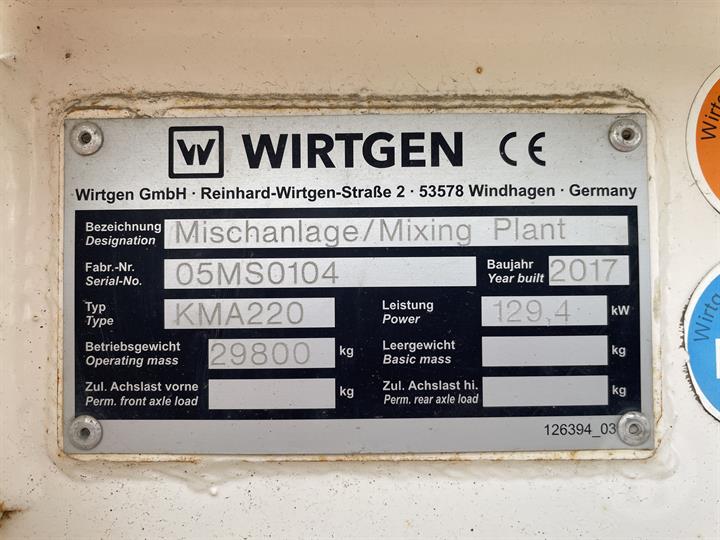 W WIRTGEN CE
Wirtgen GmbH · Reinhard-Wirtgen-Straße 2 · 53578 Windhagen · Germany
Bezeichnung Mischanlage/Mixing Plant
Designation
Fabr.-Nr. 05MS0104 Baujahr 2017
Serial-No. Year built
Typ KMA220 Leistung 129,4 kW
Type Power
Betriebsgewicht 29800 kg Leergewicht kg
Operating mass Basic mass
Zul. Achslast vorne kg Zul. Achslast hi. kg
Perm. front axle load Perm. rear axle load
126394_03
Wirtg
Wirtg